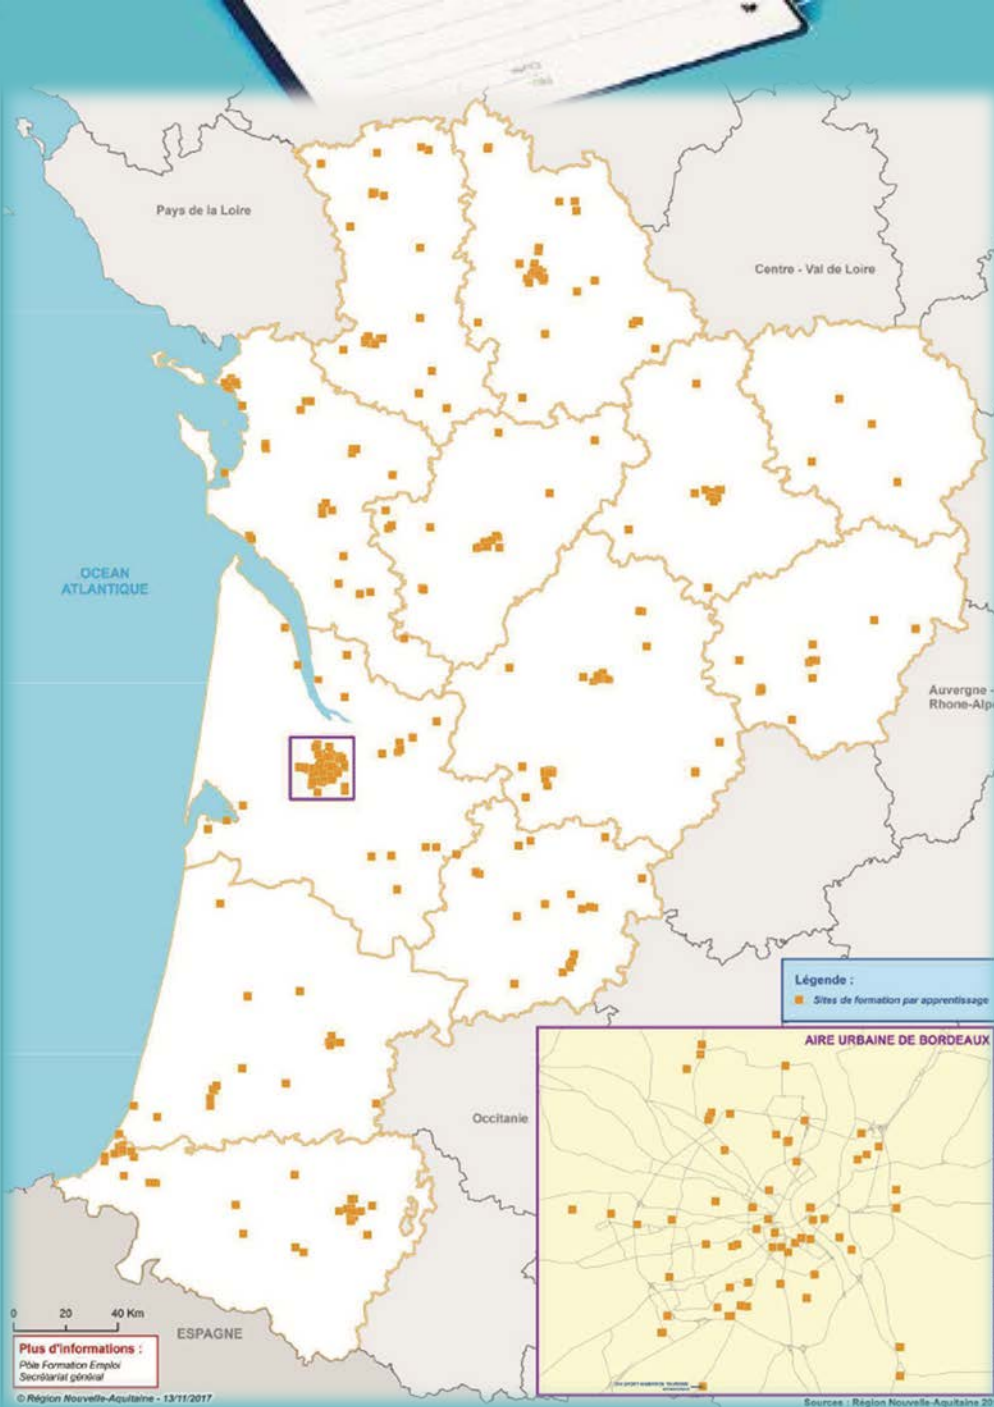 Pays de la Loire
Centre - Val de Loire
OCEAN
ATLANTIQUE
Auvergne -
Rhone-Alp
Légende :
Sites de formation par apprentissage
AIRE URBAINE DE BORDEAUX
Occitanie
0 20 40 Km
ESPAGNE
Plus d'informations :
Pôle Formation Emploi
Secrétariat général
© Région Nouvelle-Aquitaine - 13/11/2017
Sources : Région Nouvelle-Aquitaine 20